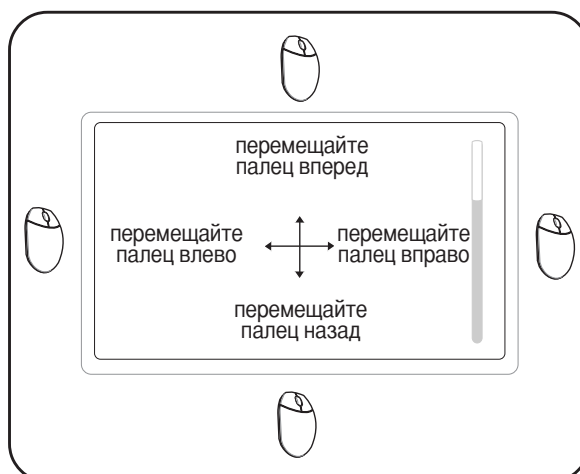 перемещайте
палец вперед
перемещайте
палец влево
перемещайте
палец вправо
перемещайте
палец назад